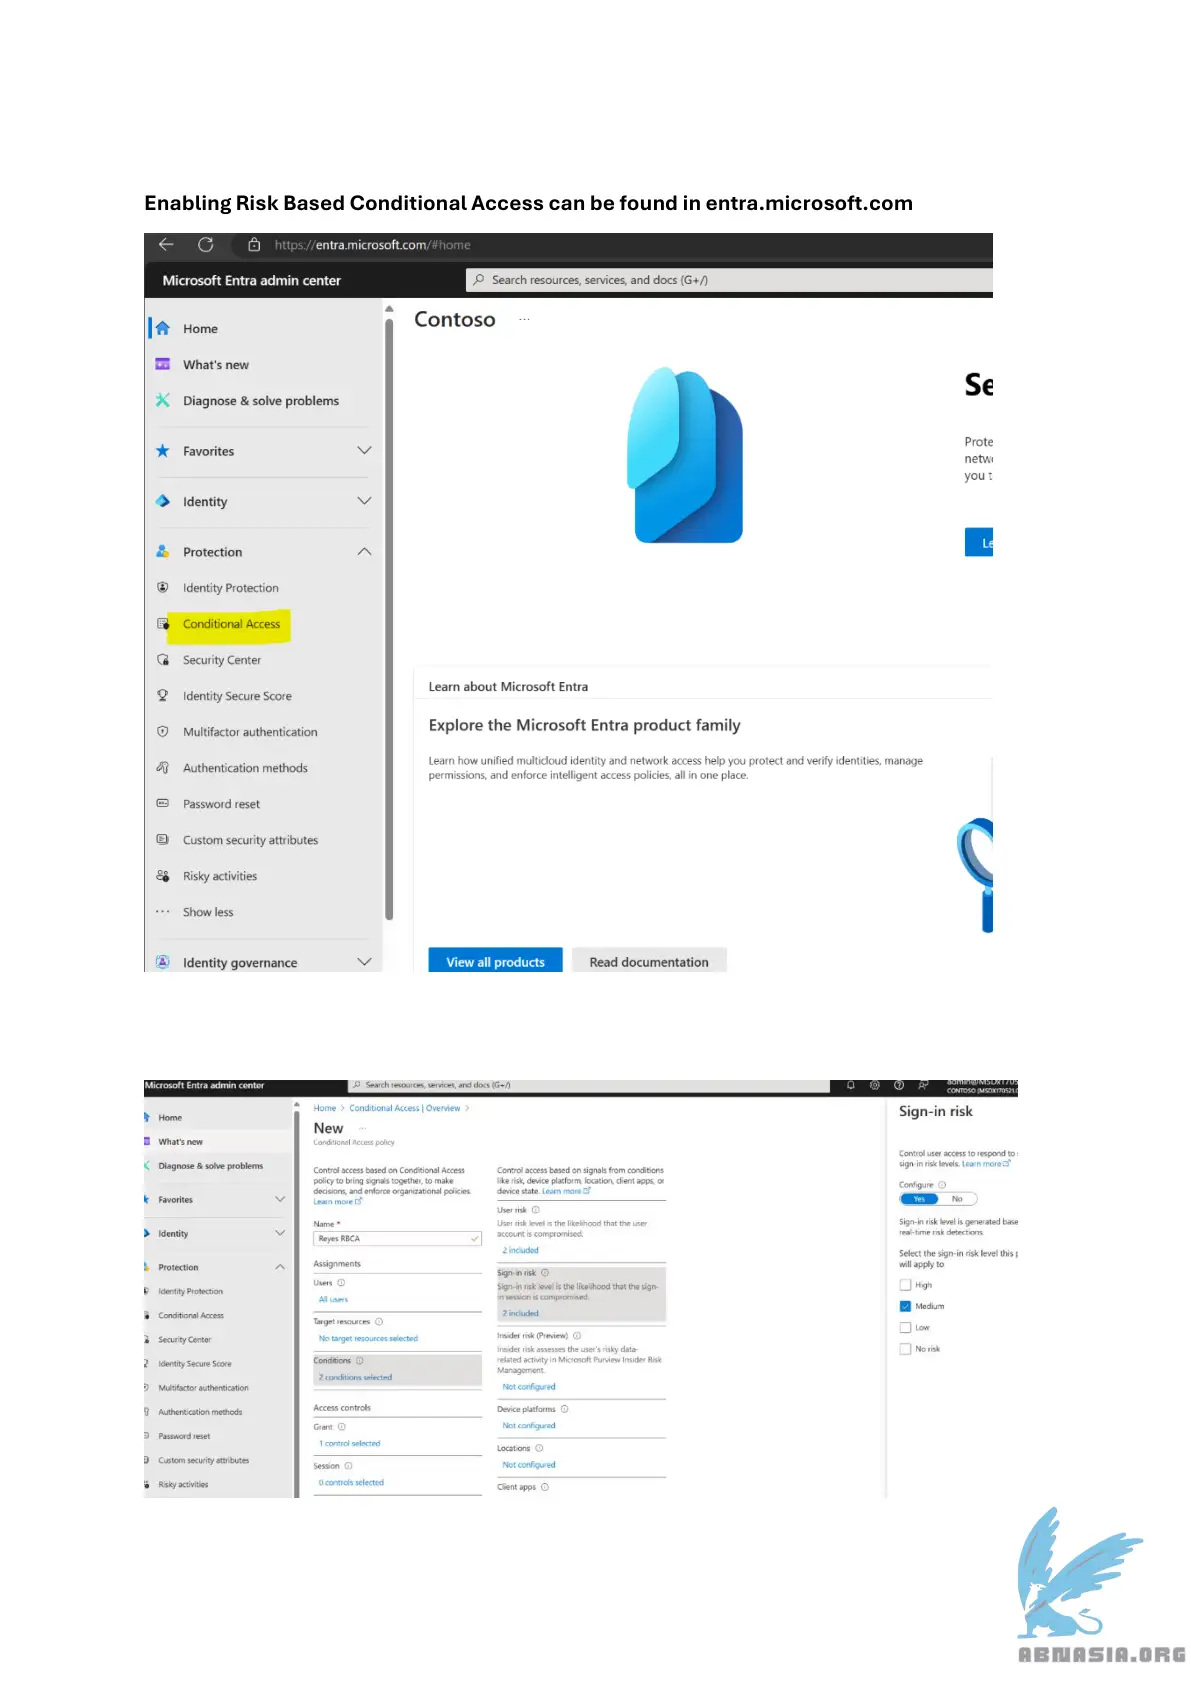 Enabling Risk Based Conditional Access can be found in entra.microsoft.com
https://entra.microsoft.com/#home
Microsoft Entra admin center
Search resources, services, and docs (G+/)
Home
What's new
Diagnose & solve problems
Favorites
Identity
Protection
Identity Protection
Conditional Access
Security Center
Identity Secure Score
Multifactor authentication
Authentication methods
Password reset
Custom security attributes
Risky activities
Show less
Identity governance
Contoso ...
Se
Prote
netw
you t
Le
Learn about Microsoft Entra
Explore the Microsoft Entra product family
Learn how unified multicloud identity and network access help you protect and verify identities, manage
permissions, and enforce intelligent access policies, all in one place.
View all products
Read documentation
Microsoft Entra admin center
Search resources, services, and docs (G+/)
admin@MSDX1705
CONTOSO (MSDX170521.O
Home
What's new
Diagnose & solve problems
Favorites
Identity
Protection
Identity Protection
Conditional Access
Security Center
Identity Secure Score
Multifactor authentication
Authentication methods
Password reset
Custom security attributes
Risky activities
Home > Conditional Access | Overview >
New ...
Conditional Access policy
Control access based on Conditional Access
policy to bring signals together, to make
decisions, and enforce organizational policies.
Learn more
Name *
Reyes RBCA
Assignments
Users
All users
Target resources
No target resources selected
Conditions
2 conditions selected
Access controls
Grant
1 control selected
Session
0 controls selected
Control access based on signals from conditions
like risk, device platform, location, client apps, or
device state. Learn more
User risk
User risk level is the likelihood that the user
account is compromised.
2 included
Sign-in risk
Sign-in risk level is the likelihood that the sign-
in session is compromised.
2 included
Insider risk (Preview)
Insider risk assesses the user's risky data-
related activity in Microsoft Purview Insider Risk
Management.
Not configured
Device platforms
Not configured
Locations
Not configured
Client apps
Sign-in risk
Control user access to respond to
sign-in risk levels. Learn more
Configure
Yes No
Sign-in risk level is generated base
real-time risk detections.
Select the sign-in risk level this p
will apply to
High
Medium
Low
No risk
ABNASIA.ORG